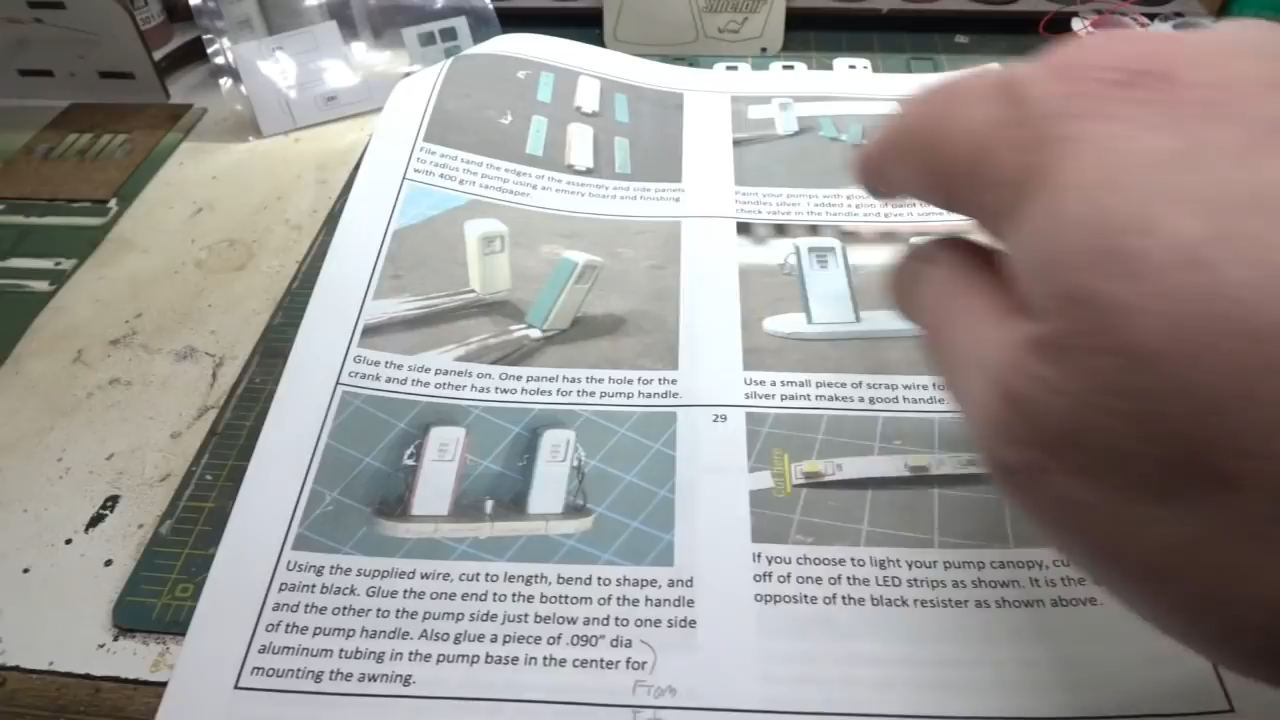 SINCLAIR
File and sand the edges of the assembly and side panels
to radius the pump using an emery board and finishing
with 400 grit sandpaper.
Paint your pumps with
handles silver. I added a glob of paint to
check valve in the handle and give it some
Glue the side panels on. One panel has the hole for the
crank and the other has two holes for the pump handle.
Use a small piece of scrap wire
silver paint makes a good handle.
29
Cut here
Using the supplied wire, cut to length, bend to shape, and
paint black. Glue the one end to the bottom of the handle
and the other to the pump side just below and to one side
of the pump handle. Also glue a piece of .090" dia
aluminum tubing in the pump base in the center for
mounting the awning.
From
If you choose to light your pump canopy,
off of one of the LED strips as shown. It is the
opposite of the black resister as shown above.